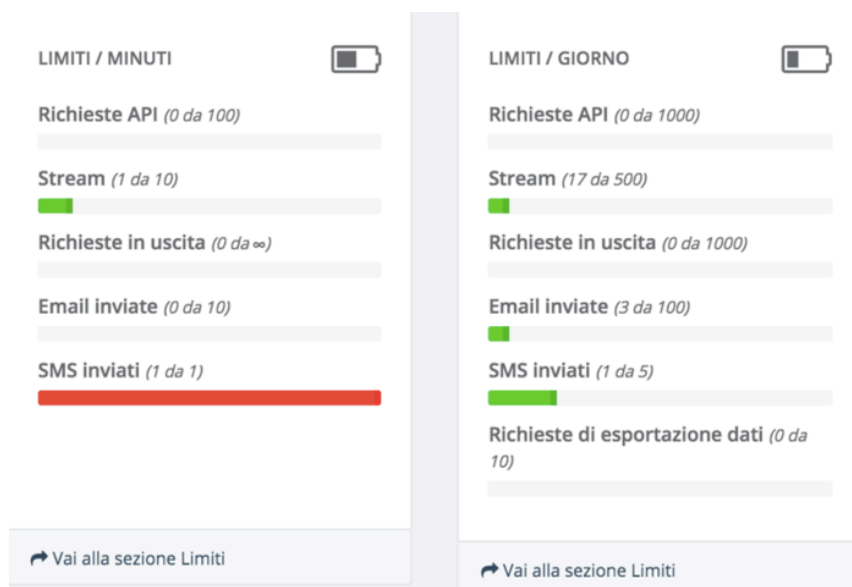 LIMITI / MINUTI
Richieste API (0 da 100)
Stream (1 da 10)
Richieste in uscita (0 da ∞)
Email inviate (0 da 10)
SMS inviati (1 da 1)
Vai alla sezione Limiti
LIMITI / GIORNO
Richieste API (0 da 1000)
Stream (17 da 500)
Richieste in uscita (0 da 1000)
Email inviate (3 da 100)
SMS inviati (1 da 5)
Richieste di esportazione dati (0 da
10)
Vai alla sezione Limiti